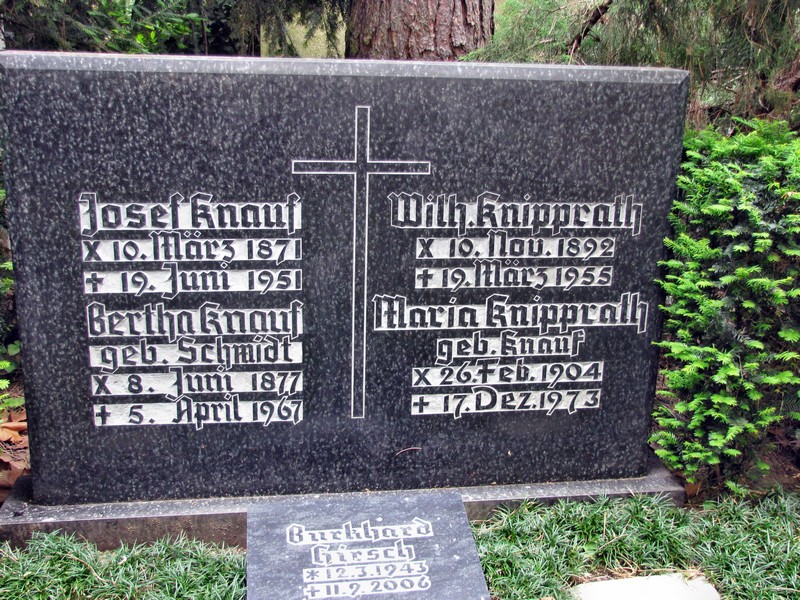 Josef Knauf
x 10. März 1871
+ 19. Juni 1951
Bertha Knauf
geb. Schmidt
x 8. Juni 1877
+ 5. April 1967
Wilh. Knipprath
x 10. Nov. 1892
+ 19. März 1955
Maria Knipprath
geb. Knauf
x 26. Feb. 1904
+ 17. Dez. 1973
Burkhard
Hirsch
* 12.3.1943
+ 11.9.2006